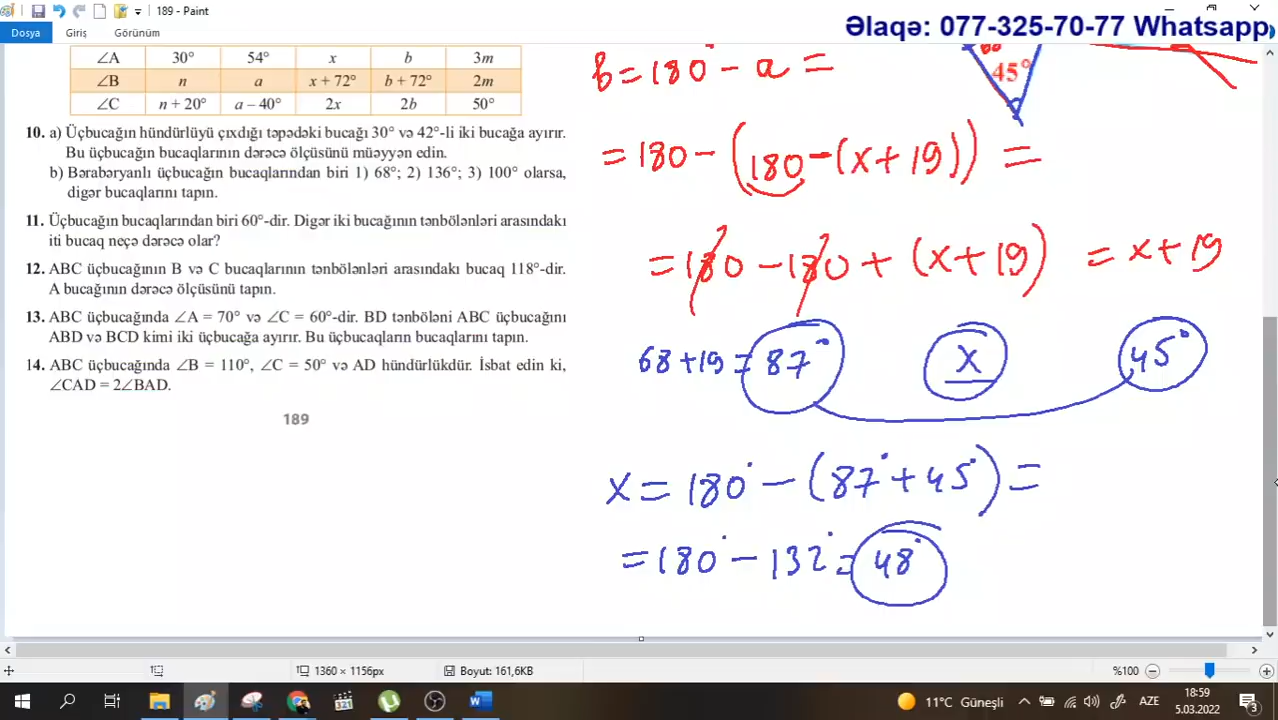 189 - Paint
Əlaqə: 077-325-70-77 Whatsapp
Dosya Giriş Görünüm
∠A 30° 54° x b 3m
∠B n a x + 72° b + 72° 2m
∠C n + 20° a – 40° 2x 2b 50°
10. a) Üçbucağın hündürlüyü çıxdığı təpədəki bucağı 30° və 42°-li iki bucağa ayırır.
Bu üçbucağın bucaqlarının dərəcə ölçüsünü müəyyən edin.
b) Bərabəryanlı üçbucağın bucaqlarından biri 1) 68°; 2) 136°; 3) 100° olarsa,
digər bucaqlarını tapın.
11. Üçbucağın bucaqlarından biri 60°-dir. Digər iki bucağının tənbölənləri arasındakı
iti bucaq neçə dərəcə olar?
12. ABC üçbucağının B və C bucaqlarının tənbölənləri arasındakı bucaq 118°-dir.
A bucağının dərəcə ölçüsünü tapın.
13. ABC üçbucağında ∠A = 70° və ∠C = 60°-dir. BD tənböləni ABC üçbucağını
ABD və BCD kimi iki üçbucağa ayırır. Bu üçbucaqların bucaqlarını tapın.
14. ABC üçbucağında ∠B = 110°, ∠C = 50° və AD hündürlükdür. İsbat edin ki,
∠CAD = 2∠BAD.
189
b = 180° - a =
45°
= 180 - (180 - (x + 19)) =
= 180 - 180 + (x + 19) = x + 19
68 + 19 = 87° x 45°
x = 180° - (87° + 45°) =
= 180° - 132° = 48°
1360 × 1156px Boyut: 161,6KB %100
11°C Güneşli AZE 18:59
5.03.2022 3